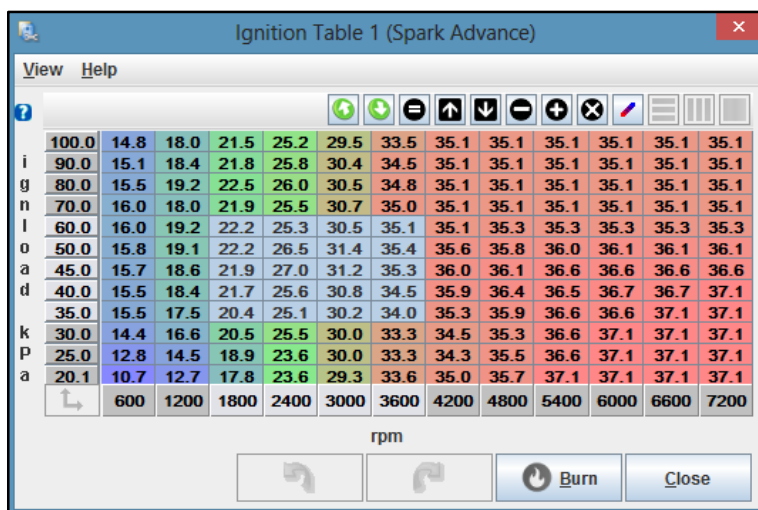 Ignition Table 1 (Spark Advance)
View Help
100.0 14.8 18.0 21.5 25.2 29.5 33.5 35.1 35.1 35.1 35.1 35.1 35.1
i 90.0 15.1 18.4 21.8 25.8 30.4 34.5 35.1 35.1 35.1 35.1 35.1 35.1
g 80.0 15.5 19.2 22.5 26.0 30.5 34.8 35.1 35.1 35.1 35.1 35.1 35.1
n 70.0 16.0 18.0 21.9 25.5 30.7 35.0 35.1 35.1 35.1 35.1 35.1 35.1
l 60.0 16.0 19.2 22.2 25.3 30.5 35.1 35.1 35.3 35.3 35.3 35.3 35.3
o 50.0 15.8 19.1 22.2 26.5 31.4 35.4 35.6 35.8 36.0 36.1 36.1 36.1
a 45.0 15.7 18.6 21.9 27.0 31.2 35.3 36.0 36.1 36.6 36.6 36.6 36.6
d 40.0 15.5 18.4 21.7 25.6 30.8 34.5 35.9 36.4 36.5 36.7 36.7 37.1
35.0 15.5 17.5 20.4 25.1 30.2 34.0 35.3 35.9 36.6 36.6 37.1 37.1
k 30.0 14.4 16.6 20.5 25.5 30.0 33.3 34.5 35.3 36.6 37.1 37.1 37.1
P 25.0 12.8 14.5 18.9 23.6 30.0 33.3 34.3 35.5 36.6 37.1 37.1 37.1
a 20.1 10.7 12.7 17.8 23.6 29.3 33.6 35.0 35.7 37.1 37.1 37.1 37.1
600 1200 1800 2400 3000 3600 4200 4800 5400 6000 6600 7200
rpm
Burn Close